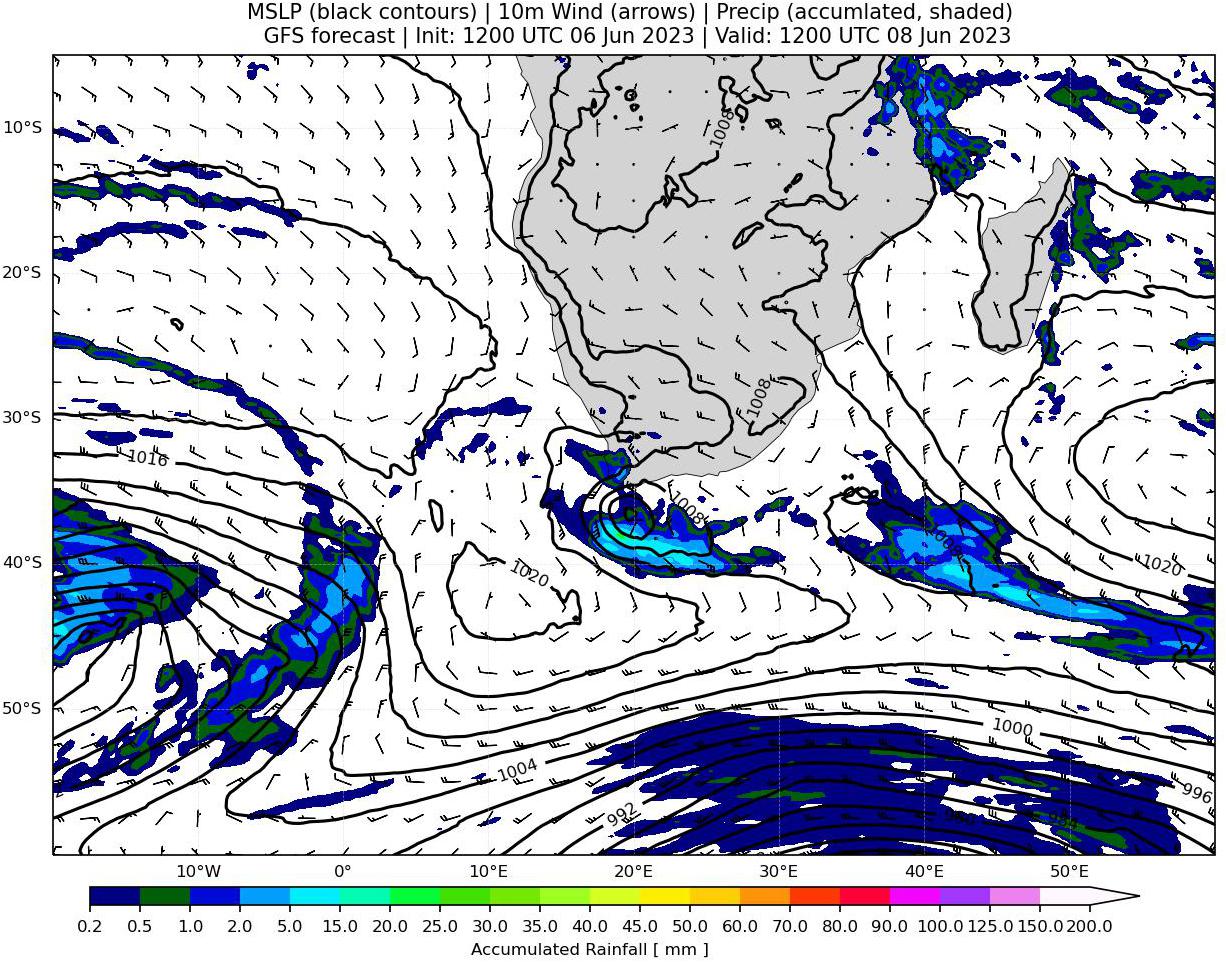 MSLP (black contours) | 10m Wind (arrows) | Precip (accumlated, shaded)
GFS forecast | Init: 1200 UTC 06 Jun 2023 | Valid: 1200 UTC 08 Jun 2023
10°S
1008
20°S
1008
30°S
1016
1008
40°S
1020
1020
50°S
1000
1004
996
992
984
10°W 0° 10°E 20°E 30°E 40°E 50°E
0.2 0.5 1.0 2.0 5.0 10.0 15.0 20.0 25.0 30.0 35.0 40.0 45.0 50.0 60.0 70.0 80.0 90.0 100.0 125.0 150.0 200.0
Accumulated Rainfall [ mm ]